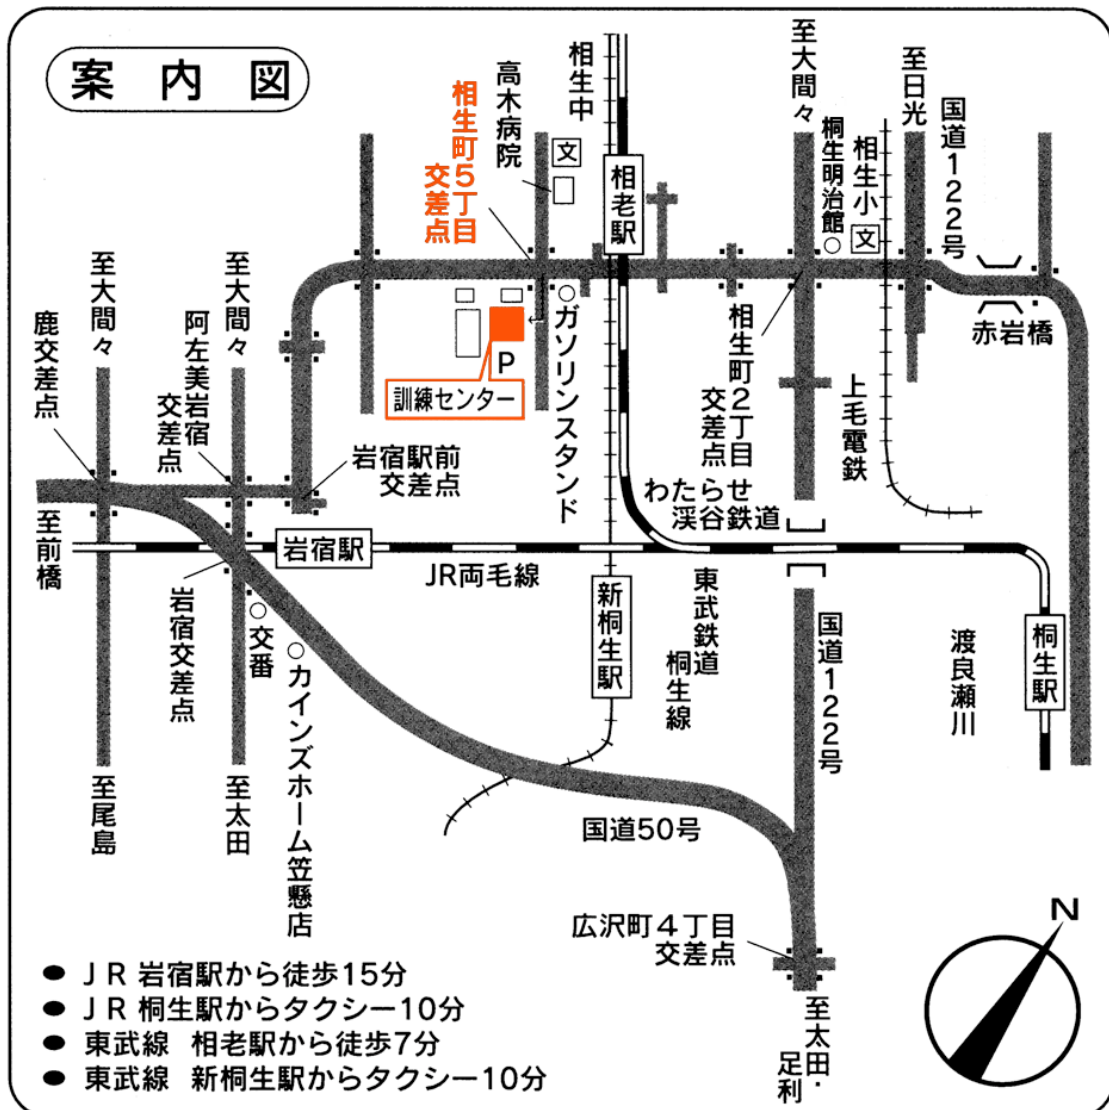 案内図
相生町5丁目
交差点
高木病院
相生中
文
相老駅
至大間々
桐生明治館
相生小
文
至日光
国道122号
赤岩橋
至大間々
鹿交差点
至大間々
阿左美岩宿
交差点
訓練センター
P
ガソリンスタンド
相生町2丁目
交差点
上毛電鉄
岩宿駅前
交差点
わたらせ
渓谷鉄道
至前橋
岩宿駅
JR両毛線
新桐生駅
東武鉄道
桐生線
国道122号
渡良瀬川
桐生駅
岩宿交差点
交番
カインズホーム笠懸店
至尾島
至太田
国道50号
広沢町4丁目
交差点
至太田・
足利
N
● JR 岩宿駅から徒歩15分
● JR 桐生駅からタクシー10分
● 東武線 相老駅から徒歩7分
● 東武線 新桐生駅からタクシー10分